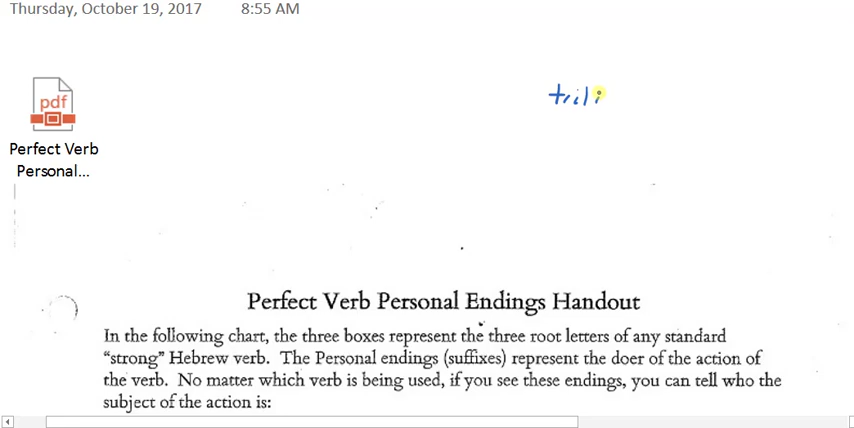 Thursday, October 19, 2017 8:55 AM
trili
pdf
Perfect Verb
Personal...
Perfect Verb Personal Endings Handout
In the following chart, the three boxes represent the three root letters of any standard
“strong” Hebrew verb. The Personal endings (suffixes) represent the doer of the action of
the verb. No matter which verb is being used, if you see these endings, you can tell who the
subject of the action is: